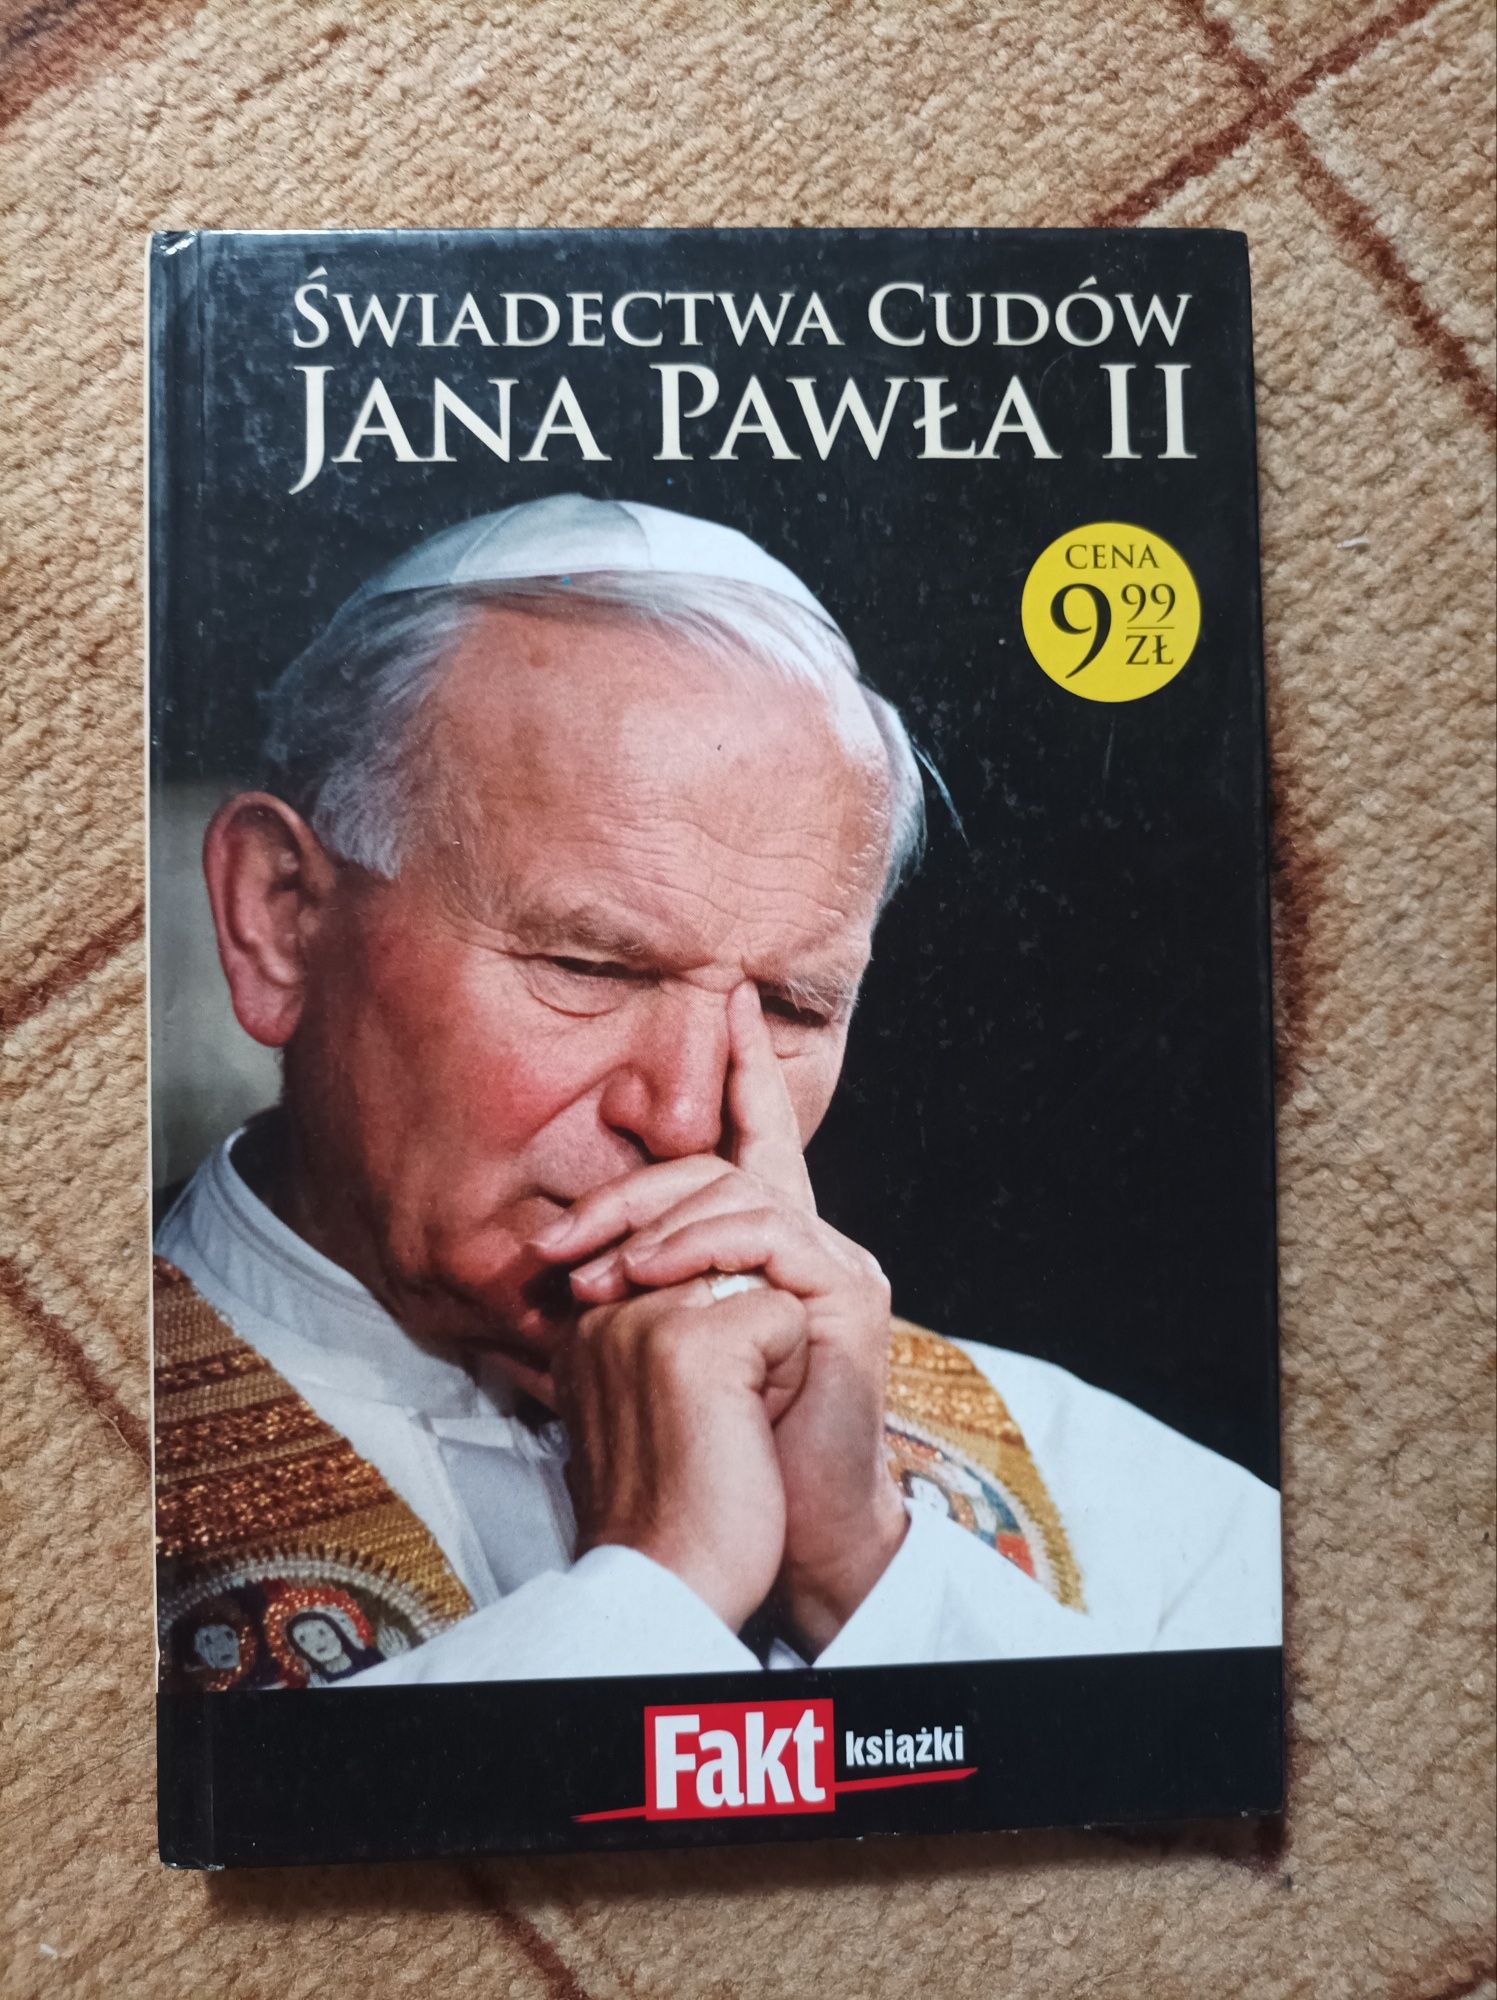 Świadectwa Cudów
Jana Pawła II
CENA
9 99
ZŁ
Fakt książki